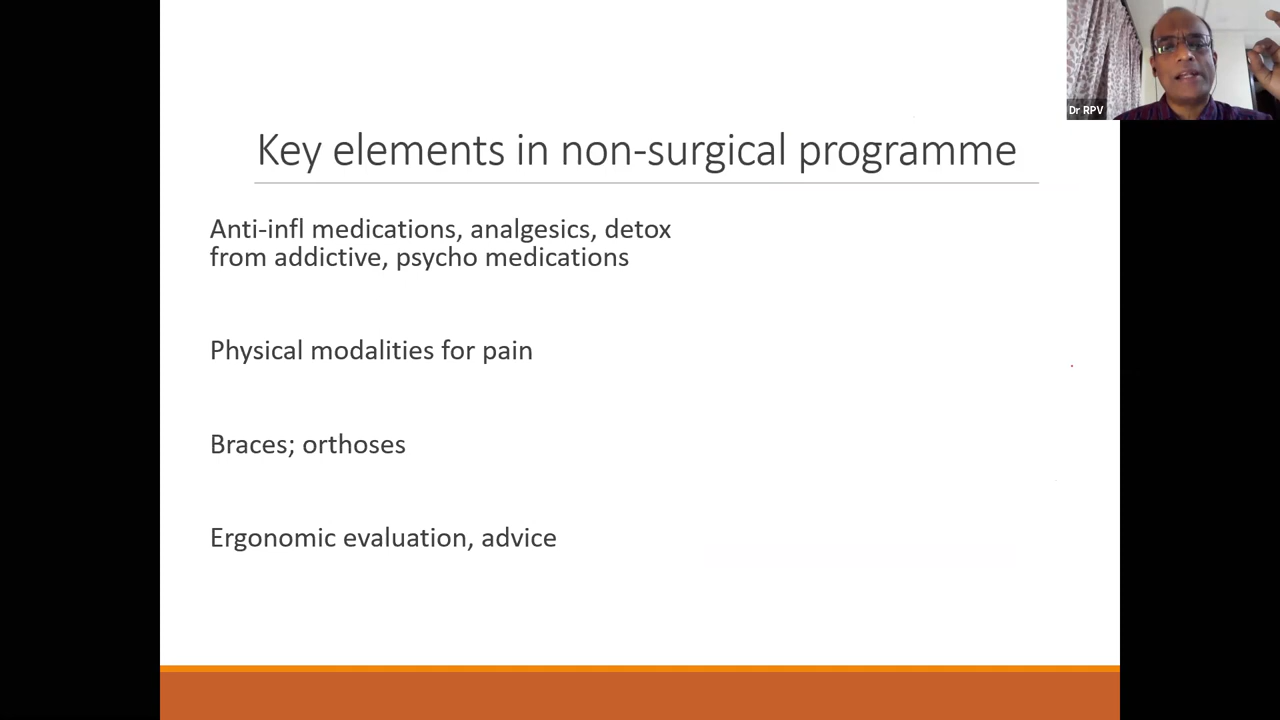 Dr RPV
Key elements in non-surgical programme
Anti-infl medications, analgesics, detox
from addictive, psycho medications
Physical modalities for pain
Braces; orthoses
Ergonomic evaluation, advice